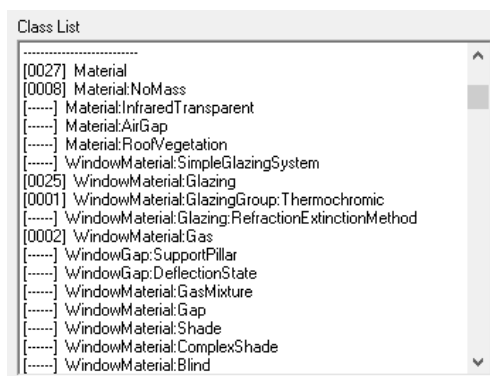 Class List
--------------------------
[0027]  Material
[0008]  Material:NoMass
[------]  Material:InfraredTransparent
[------]  Material:AirGap
[------]  Material:RoofVegetation
[------]  WindowMaterial:SimpleGlazingSystem
[0025]  WindowMaterial:Glazing
[0001]  WindowMaterial:GlazingGroup:Thermochromic
[------]  WindowMaterial:Glazing:RefractionExtinctionMethod
[0002]  WindowMaterial:Gas
[------]  WindowGap:SupportPillar
[------]  WindowGap:DeflectionState
[------]  WindowMaterial:GasMixture
[------]  WindowMaterial:Gap
[------]  WindowMaterial:Shade
[------]  WindowMaterial:ComplexShade
[------]  WindowMaterial:Blind